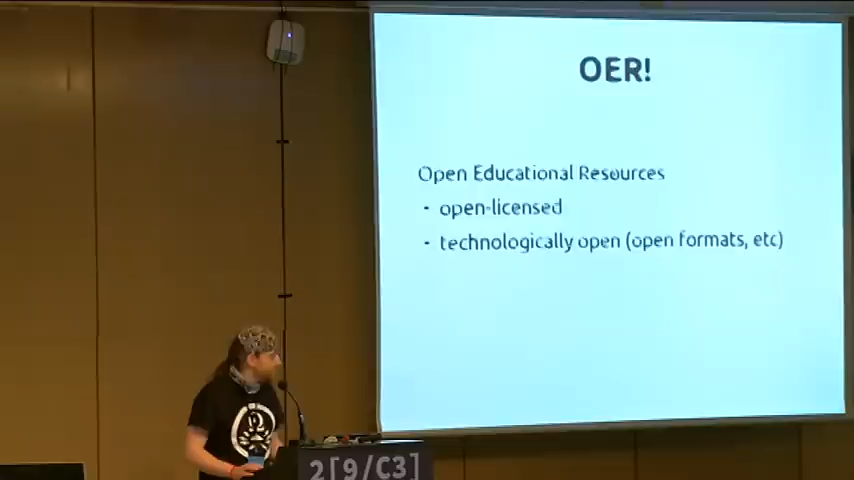 OER!
Open Educational Resources
- open-licensed
- technologically open (open formats, etc)
2[9/C3]